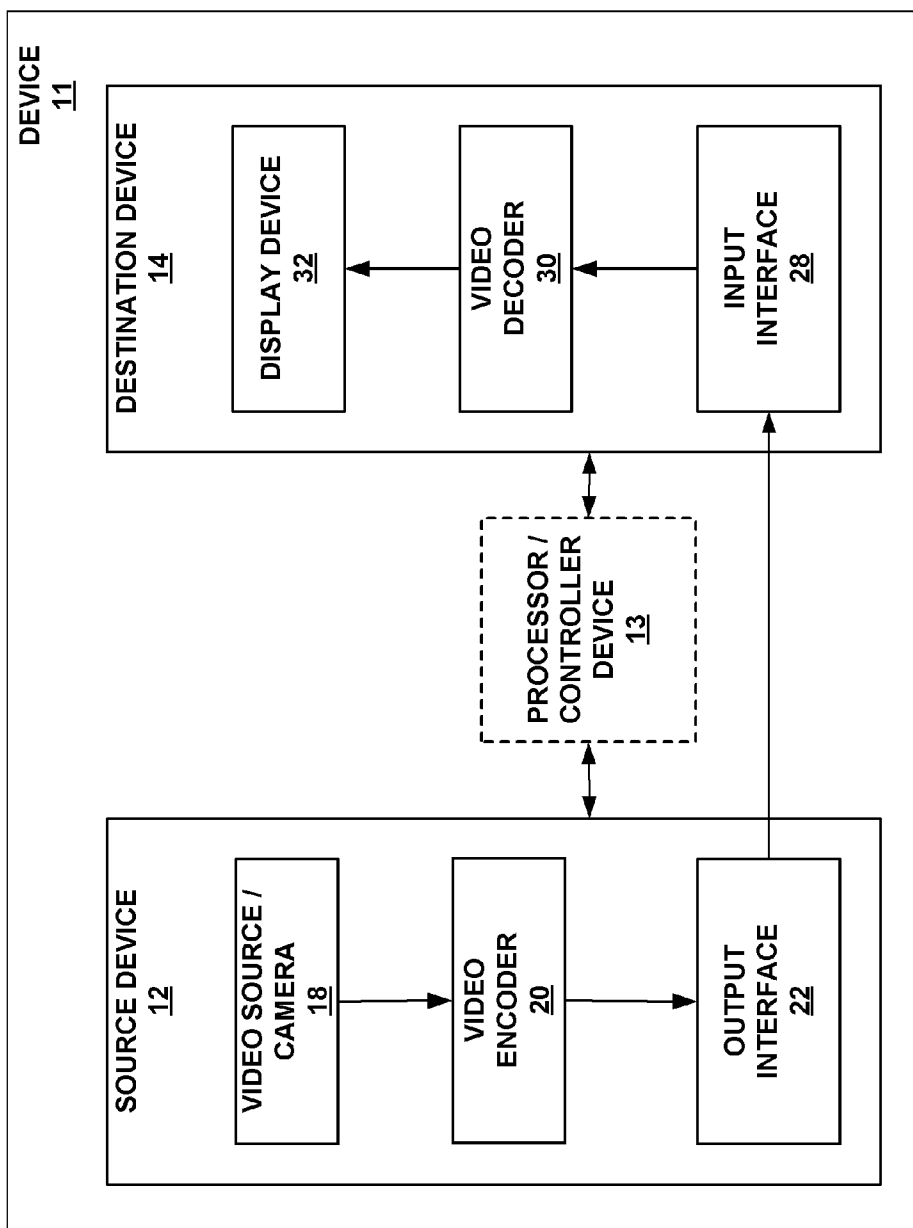 DEVICE
11
SOURCE DEVICE
12
VIDEO SOURCE /
CAMERA
18
VIDEO
ENCODER
20
OUTPUT
INTERFACE
22
PROCESSOR /
CONTROLLER
DEVICE
13
DESTINATION DEVICE
14
DISPLAY DEVICE
32
VIDEO
DECODER
30
INPUT
INTERFACE
28